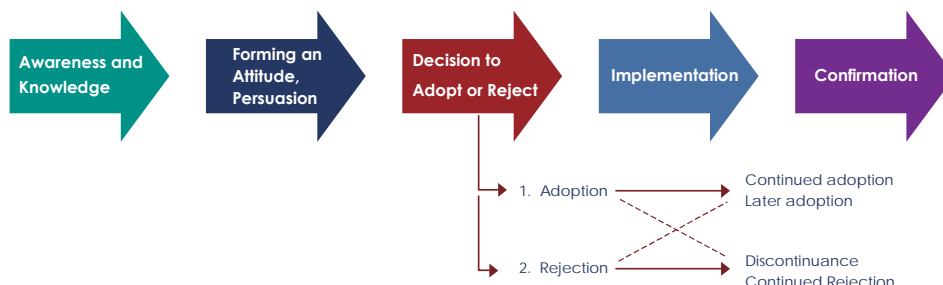 Awareness and
Knowledge
Forming an
Attitude,
Persuasion
Decision to
Adopt or Reject
Implementation
Confirmation
1. Adoption
Continued adoption
Later adoption
2. Rejection
Discontinuance
Continued Rejection